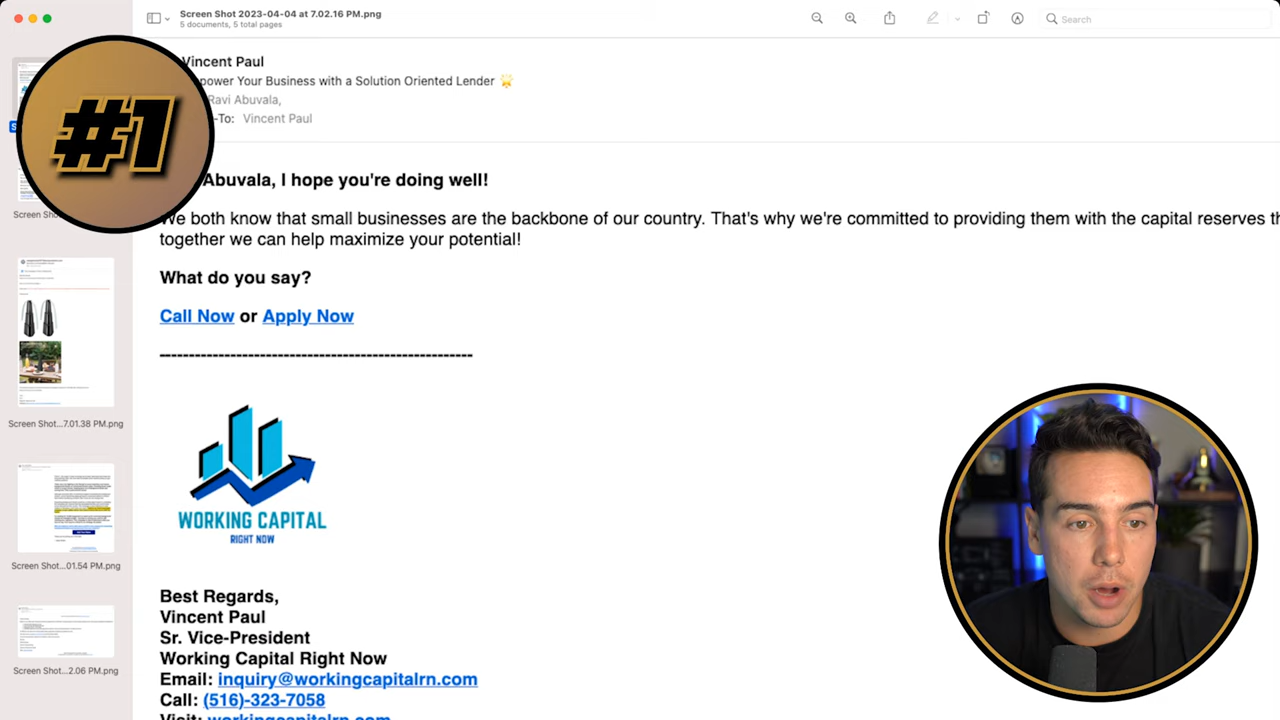 Screen Shot 2023-04-04 at 7.02.16 PM.png
5 documents, 5 total pages
Search
#1
Vincent Paul
power Your Business with a Solution Oriented Lender 🌟
Ravi Abuvala,
-To: Vincent Paul
Abuvala, I hope you're doing well!
We both know that small businesses are the backbone of our country. That's why we're committed to providing them with the capital reserves
together we can help maximize your potential!
What do you say?
Call Now or Apply Now
------------------------------------------------------
WORKING CAPITAL
RIGHT NOW
Best Regards,
Vincent Paul
Sr. Vice-President
Working Capital Right Now
Email: inquiry@workingcapitalrn.com
Call: (516)-323-7058
Visit: workingcapitalrn.com
Screen Sho
Screen Shot...7.01.38 PM.png
Screen Shot...01.54 PM.png
Screen Shot...2.06 PM.png